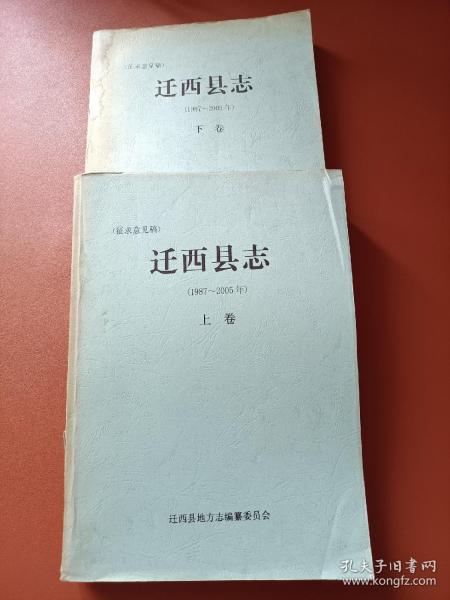 （征求意见稿）
迁西县志
（1987～2005年）
下 卷
（征求意见稿）
迁西县志
（1987～2005年）
上 卷
迁西县地方志编纂委员会
孔夫子旧书网
www.kongfz.com